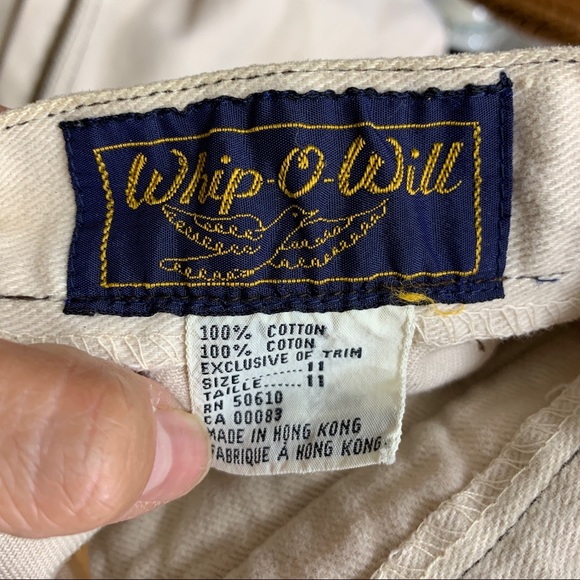 Whip-O-Will
100% COTTON
100% COTON
EXCLUSIVE OF TRIM
SIZE.......11
TAILLE......11
RN 50610
CA 00083
MADE IN HONG KONG
FABRIQUE À HONG KONG